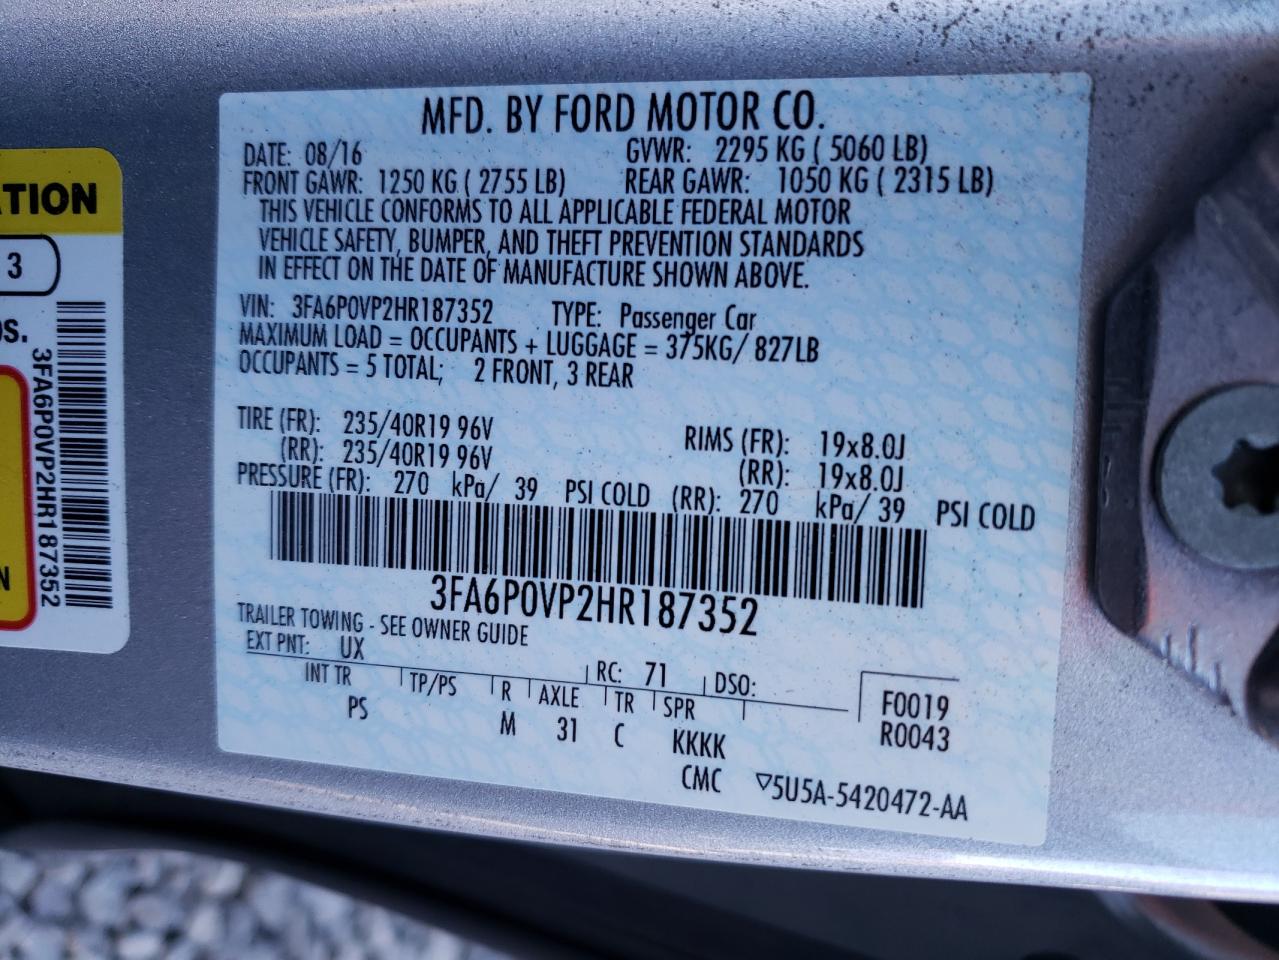 MFD. BY FORD MOTOR CO.
DATE: 08/16 GVWR: 2295 KG ( 5060 LB)
FRONT GAWR: 1250 KG ( 2755 LB) REAR GAWR: 1050 KG ( 2315 LB)
THIS VEHICLE CONFORMS TO ALL APPLICABLE FEDERAL MOTOR
VEHICLE SAFETY, BUMPER, AND THEFT PREVENTION STANDARDS
IN EFFECT ON THE DATE OF MANUFACTURE SHOWN ABOVE.
VIN: 3FA6P0VP2HR187352 TYPE: Passenger Car
MAXIMUM LOAD = OCCUPANTS + LUGGAGE = 375KG/ 827LB
OCCUPANTS = 5 TOTAL; 2 FRONT, 3 REAR
TIRE (FR): 235/40R19 96V RIMS (FR): 19x8.0J
(RR): 235/40R19 96V (RR): 19x8.0J
PRESSURE (FR): 270 kPa/ 39 PSI COLD (RR): 270 kPa/ 39 PSI COLD
3FA6P0VP2HR187352
TRAILER TOWING - SEE OWNER GUIDE
EXT PNT: UX RC: 71 DSO:
INT TR TP/PS R AXLE TR SPR F0019
PS M 31 C KKKK R0043
CMC ▽5U5A-5420472-AA
ATION
3
OS.
3FA6P0VP2HR187352
N